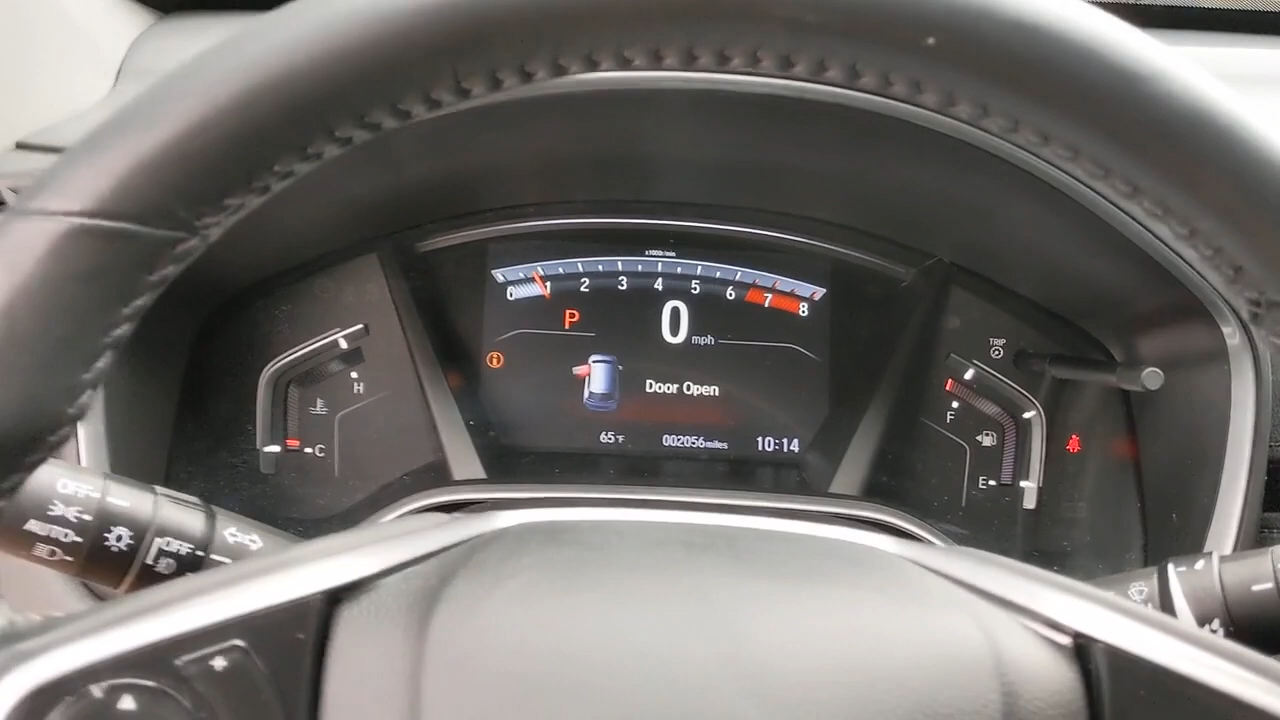 x1000r/min
0 1 2 3 4 5 6 7 8
P
0 mph
TRIP
H
C
Door Open
F
E
65°F
002056miles
10:14
OFF
AUTO
OFF